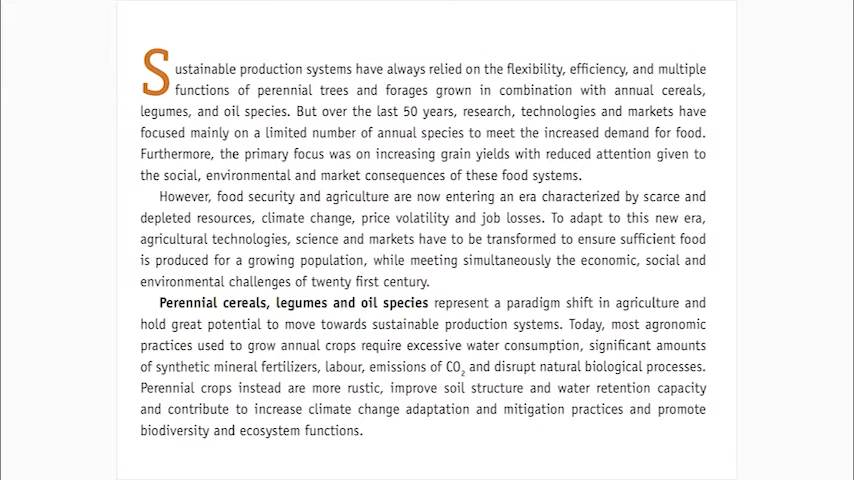 Sustainable production systems have always relied on the flexibility, efficiency, and multiple
functions of perennial trees and forages grown in combination with annual cereals,
legumes, and oil species. But over the last 50 years, research, technologies and markets have
focused mainly on a limited number of annual species to meet the increased demand for food.
Furthermore, the primary focus was on increasing grain yields with reduced attention given to
the social, environmental and market consequences of these food systems.
However, food security and agriculture are now entering an era characterized by scarce and
depleted resources, climate change, price volatility and job losses. To adapt to this new era,
agricultural technologies, science and markets have to be transformed to ensure sufficient food
is produced for a growing population, while meeting simultaneously the economic, social and
environmental challenges of twenty first century.
Perennial cereals, legumes and oil species represent a paradigm shift in agriculture and
hold great potential to move towards sustainable production systems. Today, most agronomic
practices used to grow annual crops require excessive water consumption, significant amounts
of synthetic mineral fertilizers, labour, emissions of CO₂ and disrupt natural biological processes.
Perennial crops instead are more rustic, improve soil structure and water retention capacity
and contribute to increase climate change adaptation and mitigation practices and promote
biodiversity and ecosystem functions.